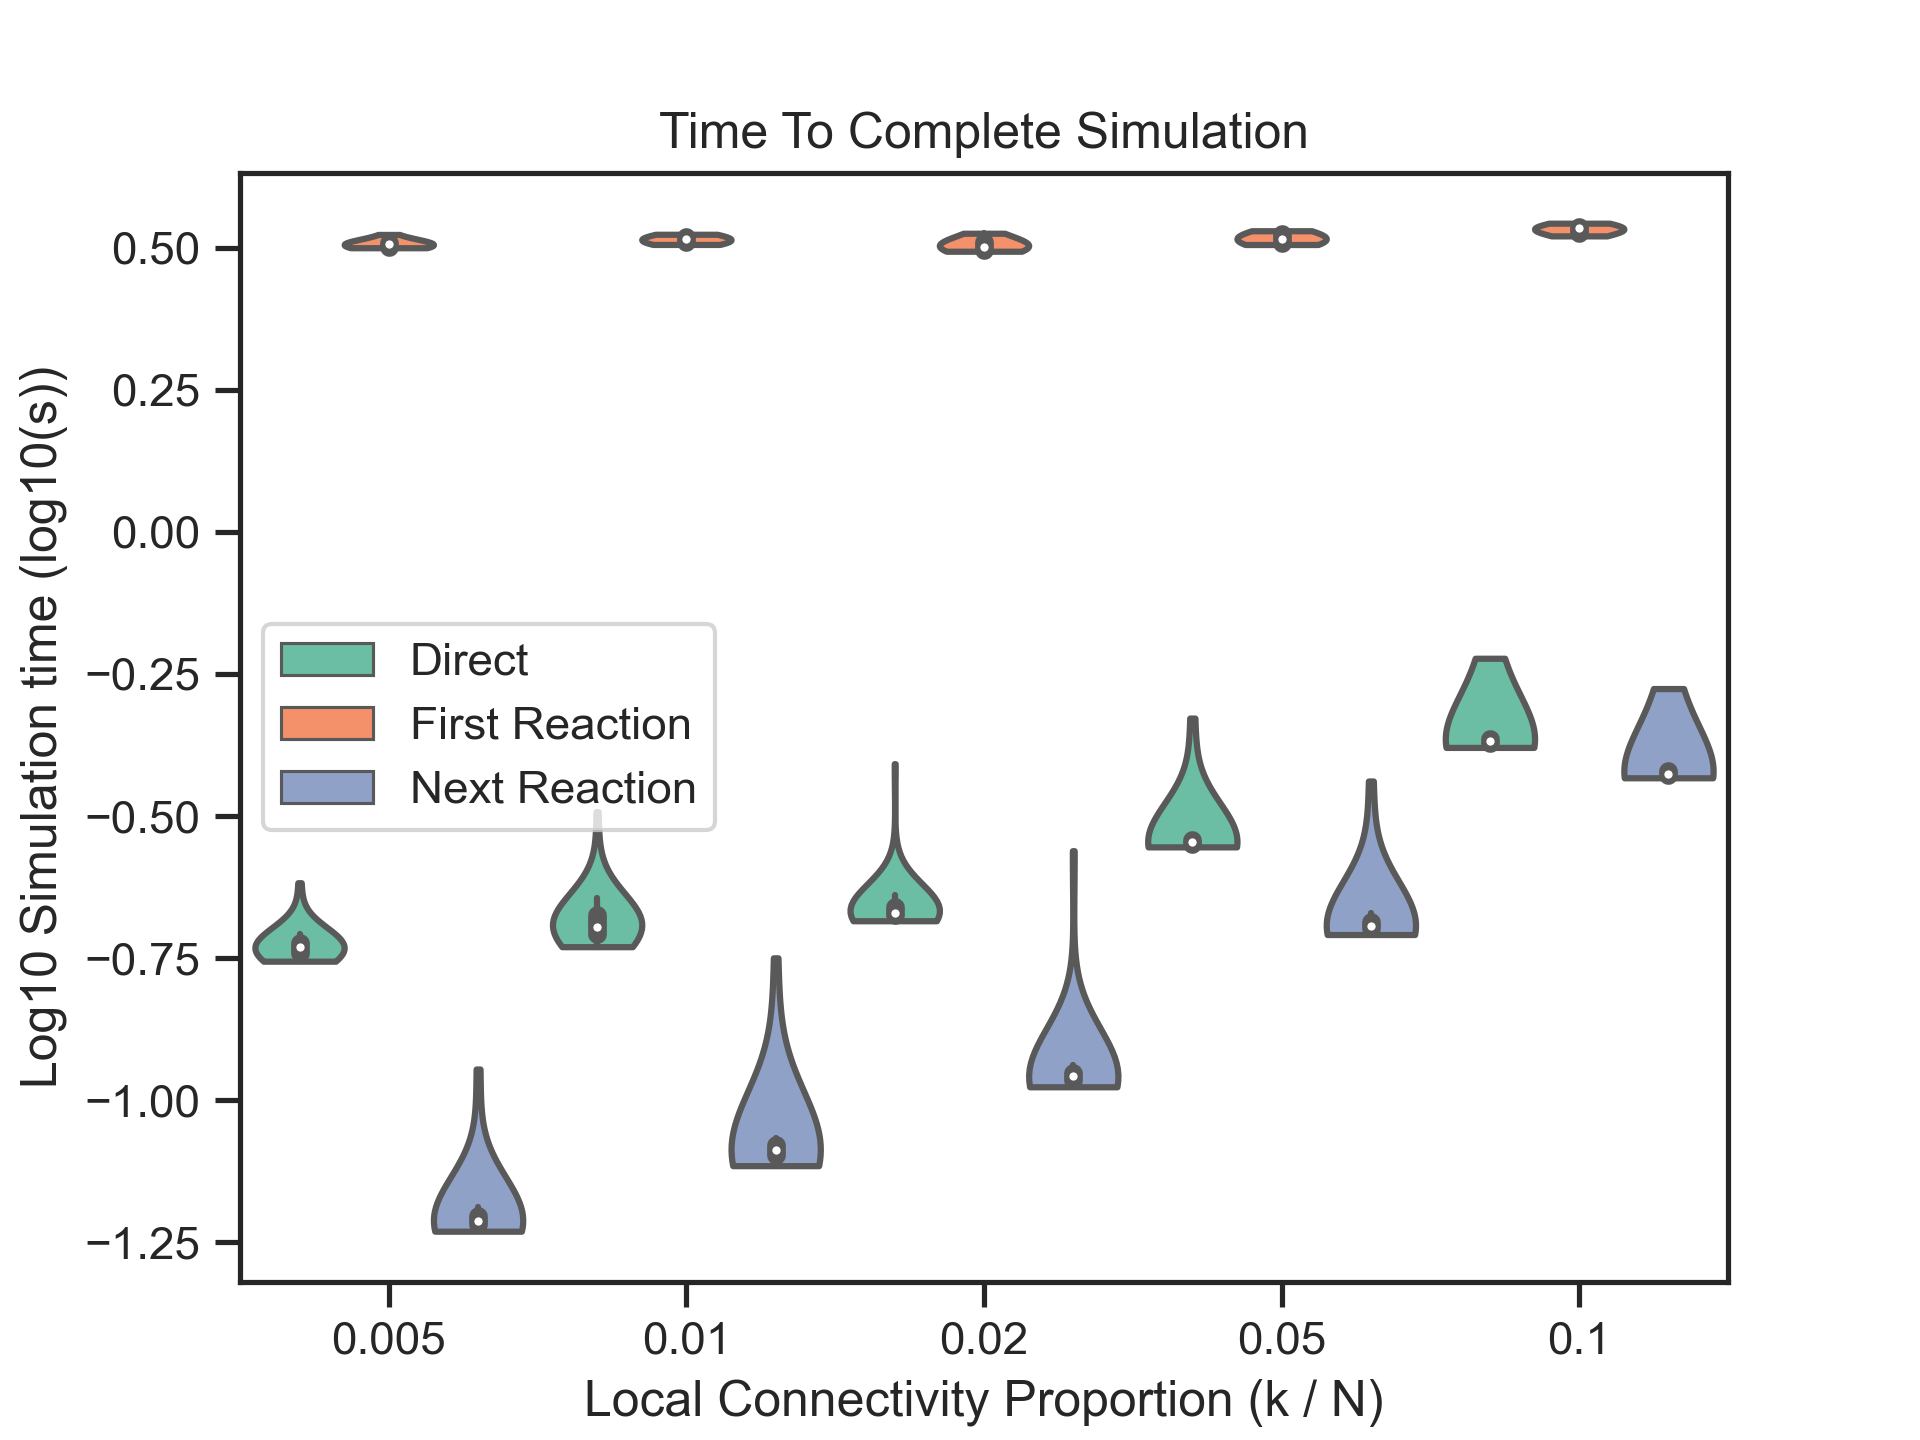 Time To Complete Simulation
Log10 Simulation time (log10(s))
0.50
0.25
0.00
−0.25
−0.50
−0.75
−1.00
−1.25
Direct
First Reaction
Next Reaction
0.005 0.01 0.02 0.05 0.1
Local Connectivity Proportion (k / N)